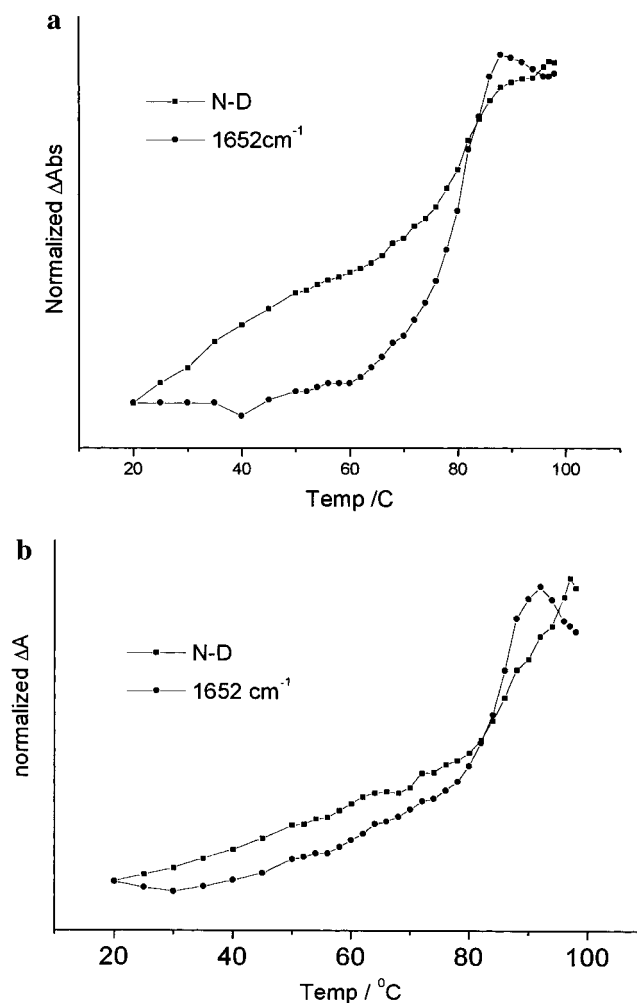 a
N-D
1652cm⁻¹
Normalized ΔAbs
20 40 60 80 100
Temp /C
b
N-D
1652 cm⁻¹
normalized ΔA
20 40 60 80 100
Temp / ⁰C